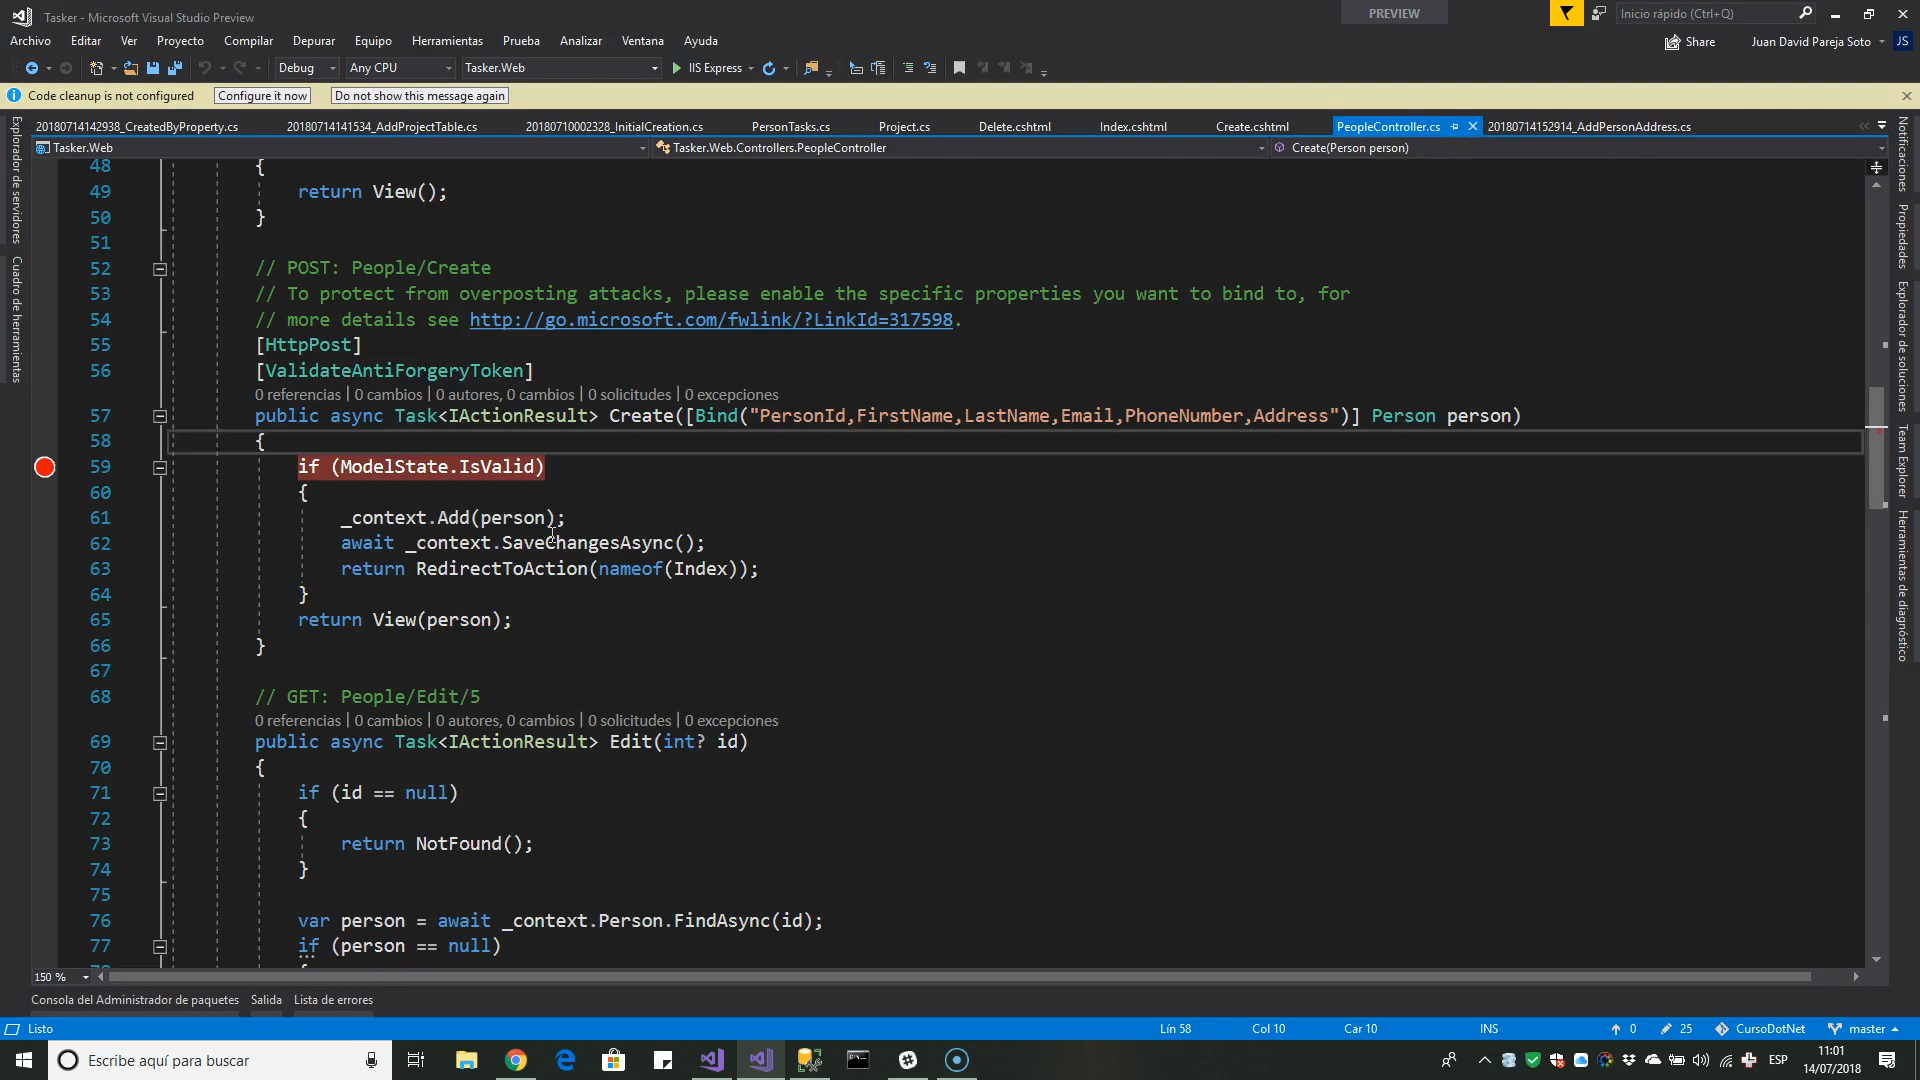 Tasker - Microsoft Visual Studio Preview
PREVIEW
Inicio rápido (Ctrl+Q)
Archivo Editar Ver Proyecto Compilar Depurar Equipo Herramientas Prueba Analizar Ventana Ayuda
Share
Juan David Pareja Soto
JS
Debug
Any CPU
Tasker.Web
IIS Express
Code cleanup is not configured
Configure it now
Do not show this message again
20180714142938_CreatedByProperty.cs 20180714141534_AddProjectTable.cs 20180710002328_InitialCreation.cs PersonTasks.cs Project.cs Delete.cshtml Index.cshtml Create.cshtml PeopleController.cs 20180714152914_AddPersonAddress.cs
Tasker.Web
Tasker.Web.Controllers.PeopleController
Create(Person person)
Explorador de servidores
Cuadro de herramientas
48 {
49 return View();
50 }
51
52 // POST: People/Create
53 // To protect from overposting attacks, please enable the specific properties you want to bind to, for
54 // more details see http://go.microsoft.com/fwlink/?LinkId=317598.
55 [HttpPost]
56 [ValidateAntiForgeryToken]
0 referencias | 0 cambios | 0 autores, 0 cambios | 0 solicitudes | 0 excepciones
57 public async Task<IActionResult> Create([Bind("PersonId,FirstName,LastName,Email,PhoneNumber,Address")] Person person)
58 {
59 if (ModelState.IsValid)
60 {
61 _context.Add(person);
62 await _context.SaveChangesAsync();
63 return RedirectToAction(nameof(Index));
64 }
65 return View(person);
66 }
67
68 // GET: People/Edit/5
0 referencias | 0 cambios | 0 autores, 0 cambios | 0 solicitudes | 0 excepciones
69 public async Task<IActionResult> Edit(int? id)
70 {
71 if (id == null)
72 {
73 return NotFound();
74 }
75
76 var person = await _context.Person.FindAsync(id);
77 if (person == null)
Notificaciones
Propiedades
Explorador de soluciones
Team Explorer
Herramientas de diagnóstico
150 %
Consola del Administrador de paquetes Salida Lista de errores
Listo
Lín 58
Col 10
Car 10
INS
0
25
CursoDotNet
master
Escribe aquí para buscar
ESP
11:01
14/07/2018